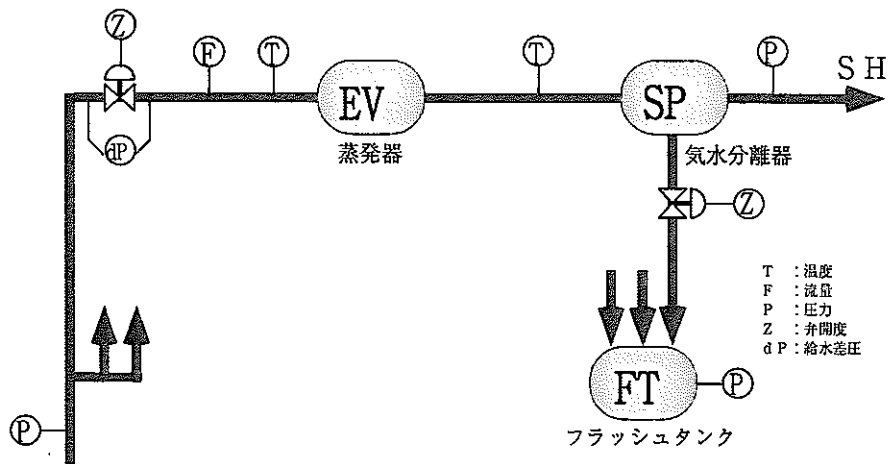 Z
F
T
T
P
SH
EV
SP
dP
蒸発器
気水分離器
Z
T :温度
F :流量
P :圧力
Z :弁開度
dP:給水差圧
FT
P
フラッシュタンク
P